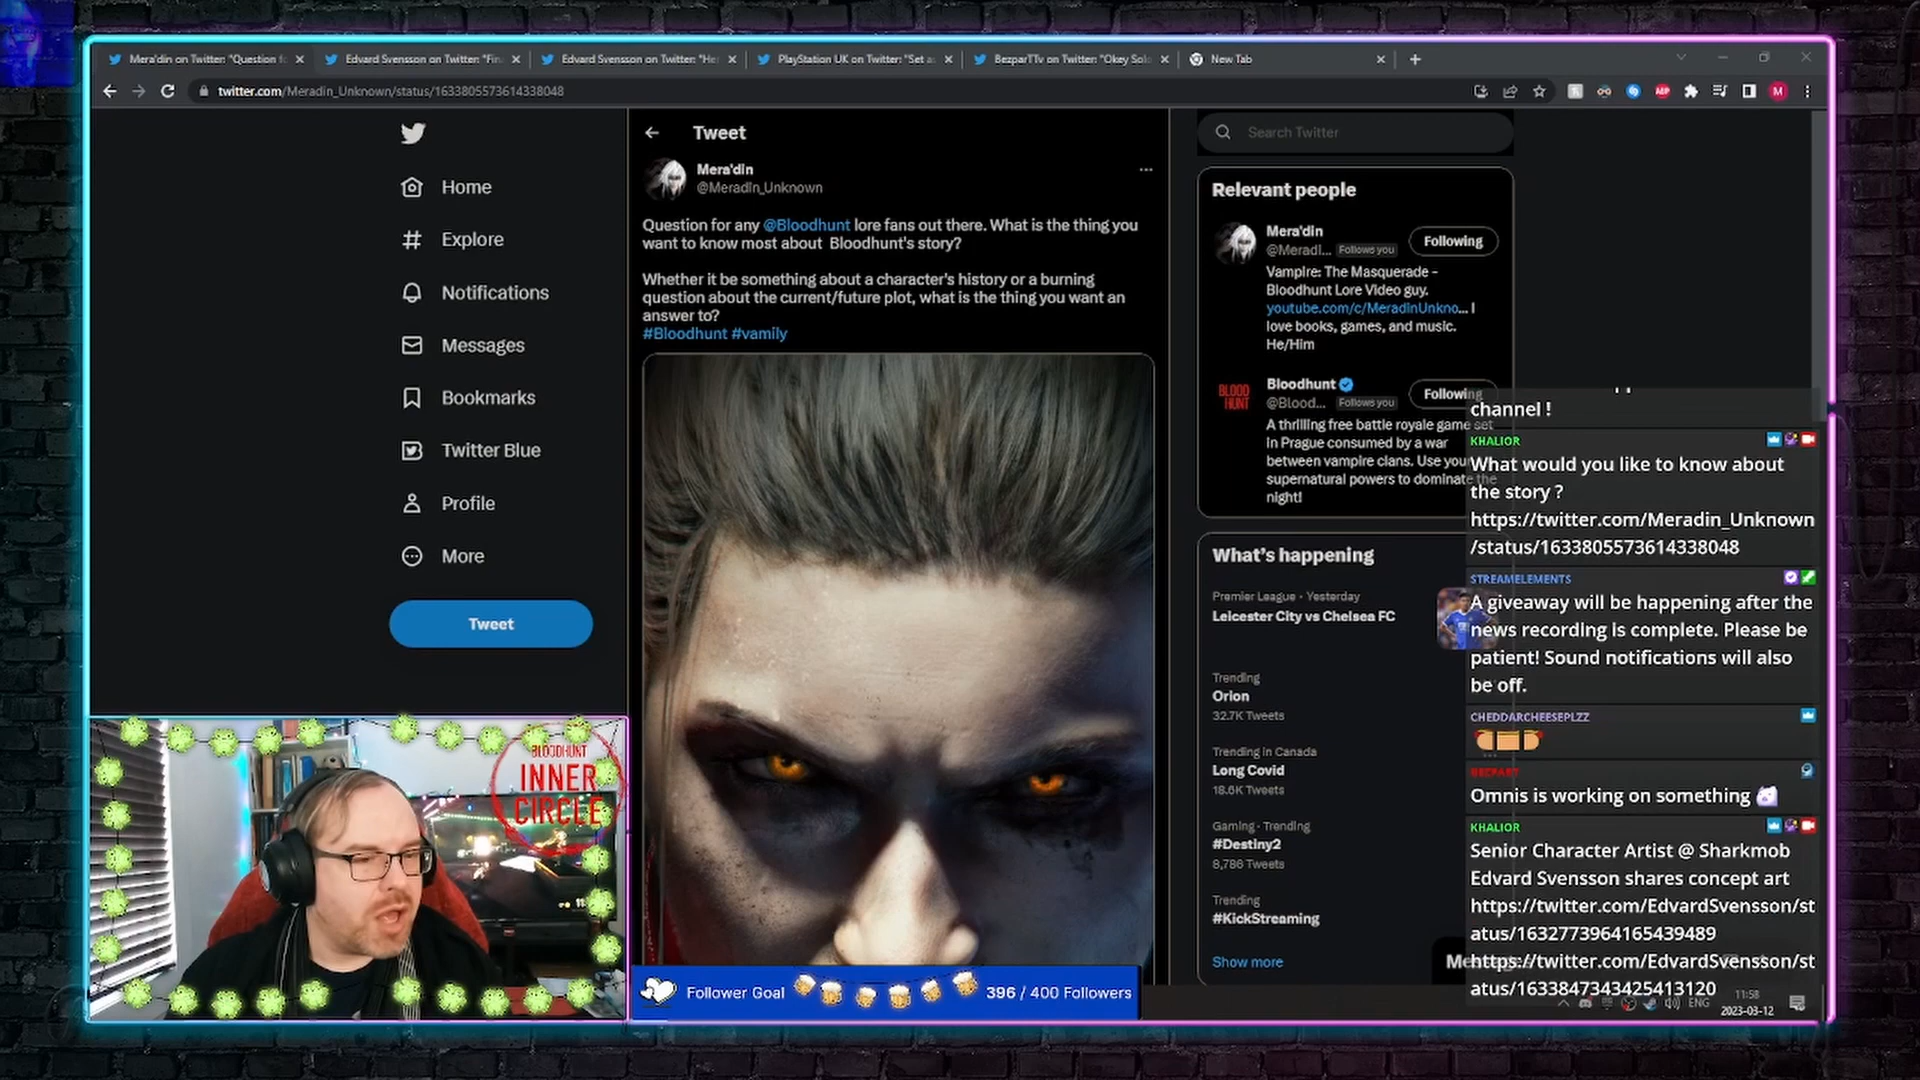 Mera'din on Twitter: "Question f
Edvard Svensson on Twitter: "Fin
Edvard Svensson on Twitter: "He
PlayStation UK on Twitter: "Set a
BezparTTv on Twitter: "Okey Sol
New Tab
twitter.com/Meradin_Unknown/status/1633805573614338048
Home
Explore
Notifications
Messages
Bookmarks
Twitter Blue
Profile
More
Tweet
Tweet
Mera'din
@Meradin_Unknown
Question for any @Bloodhunt lore fans out there. What is the thing you
want to know most about Bloodhunt's story?
Whether it be something about a character's history or a burning
question about the current/future plot, what is the thing you want an
answer to?
#Bloodhunt #vamily
Search Twitter
Relevant people
Mera'din
@Meradi... Follows you
Following
Vampire: The Masquerade -
Bloodhunt Lore Video guy.
youtube.com/c/MeradinUnkno... I
love books, games, and music.
He/Him
BLOOD
HUNT
Bloodhunt
@Blood... Follows you
Following
A thrilling free battle royale game set
in Prague consumed by a war
between vampire clans. Use your
supernatural powers to dominate the
night!
What's happening
Premier League · Yesterday
Leicester City vs Chelsea FC
Trending
Orion
32.7K Tweets
Trending in Canada
Long Covid
18.6K Tweets
Gaming · Trending
#Destiny2
8,786 Tweets
Trending
#KickStreaming
Show more
channel !
KHALIOR
What would you like to know about
the story ?
https://twitter.com/Meradin_Unknown
/status/1633805573614338048
STREAMELEMENTS
A giveaway will be happening after the
news recording is complete. Please be
patient! Sound notifications will also
be off.
CHEDDARCHEESEPLZZ
BEZPART
Omnis is working on something
KHALIOR
Senior Character Artist @ Sharkmob
Edvard Svensson shares concept art
https://twitter.com/EdvardSvensson/st
atus/1632773964165439489
https://twitter.com/EdvardSvensson/st
atus/1633847343425413120
BLOODHUNT
INNER
CIRCLE
Follower Goal
396 / 400 Followers
ENG
11:58
2023-03-12
ABP
M